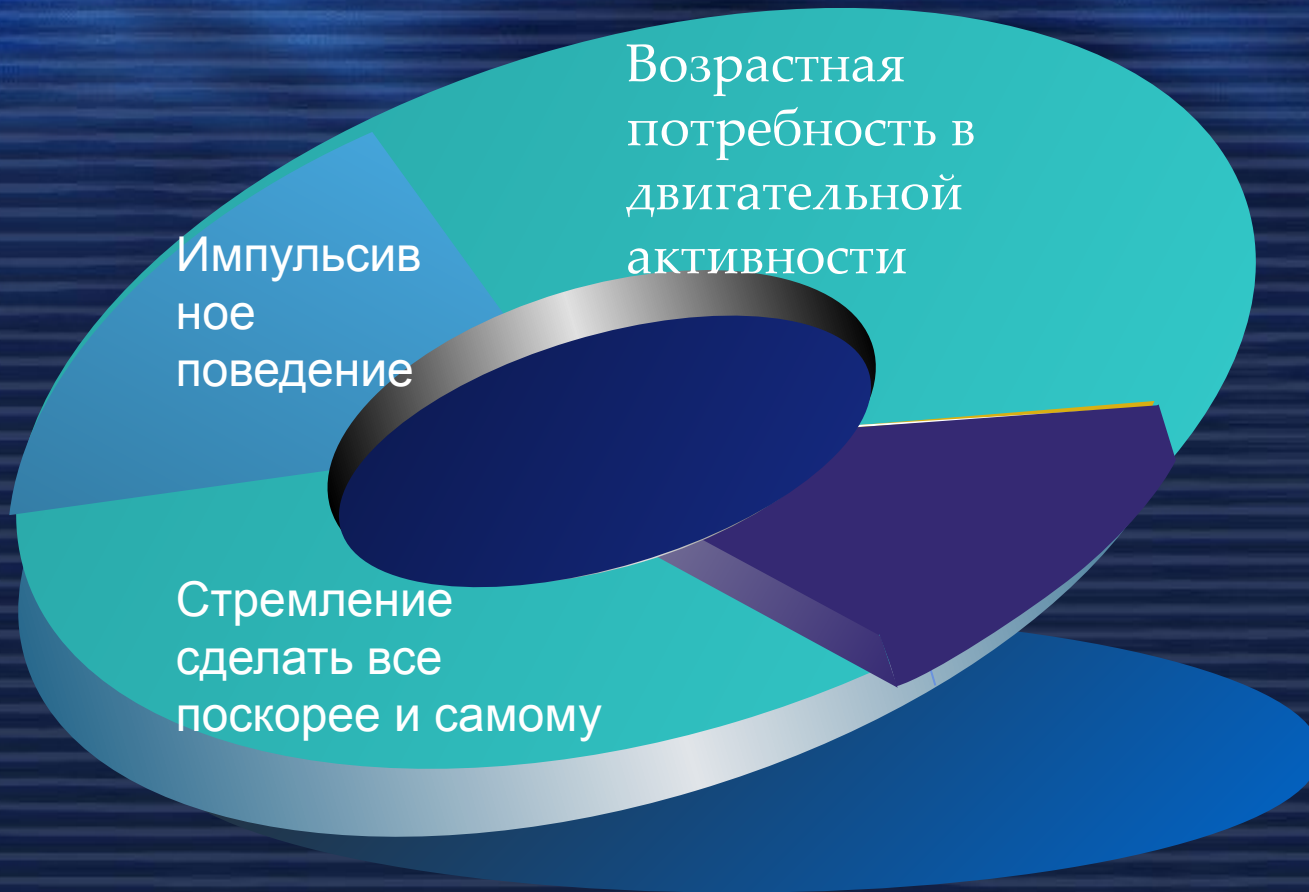 Возрастная
потребность в
двигательной
активности
Импульсив
ное
поведение
Стремление
сделать все
поскорее и самому